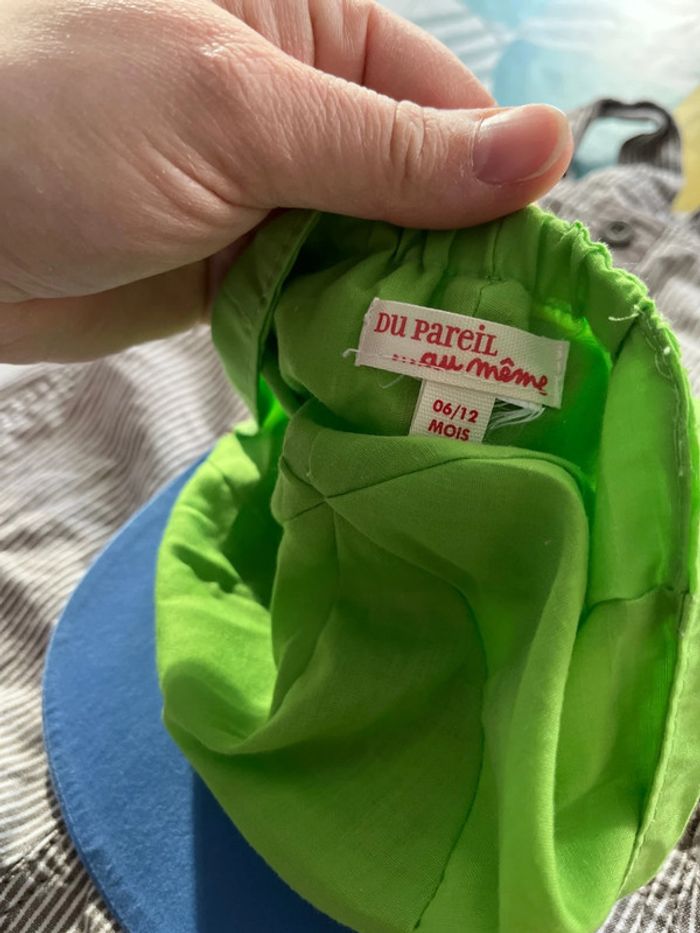 DU PAREIL
...au même
06/12
MOIS